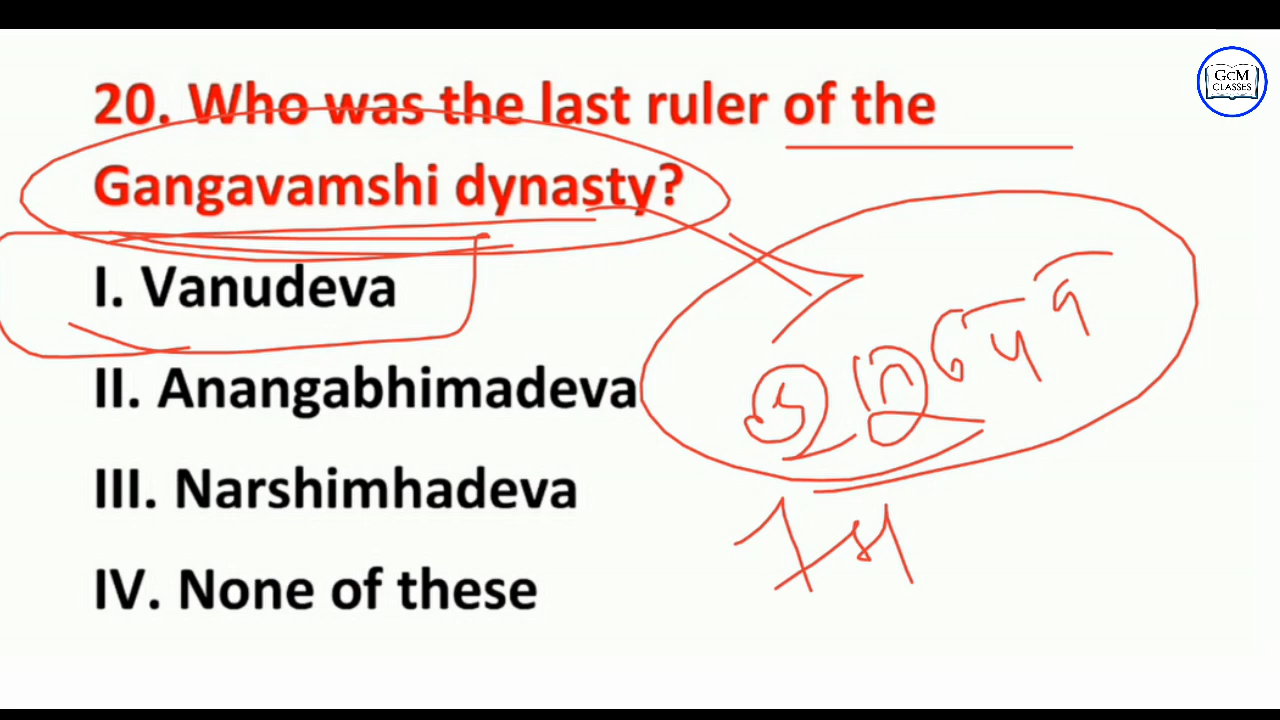 GCM
CLASSES
20. Who was the last ruler of the
Gangavamshi dynasty?
I. Vanudeva
II. Anangabhimadeva
III. Narshimhadeva
IV. None of these